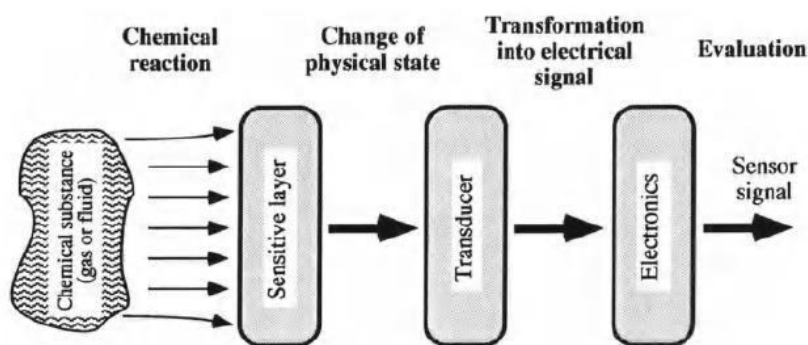 Chemical
reaction
Change of
physical state
Transformation
into electrical
signal
Evaluation
Chemical substance
(gas or fluid)
Sensitive layer
Transducer
Electronics
Sensor
signal